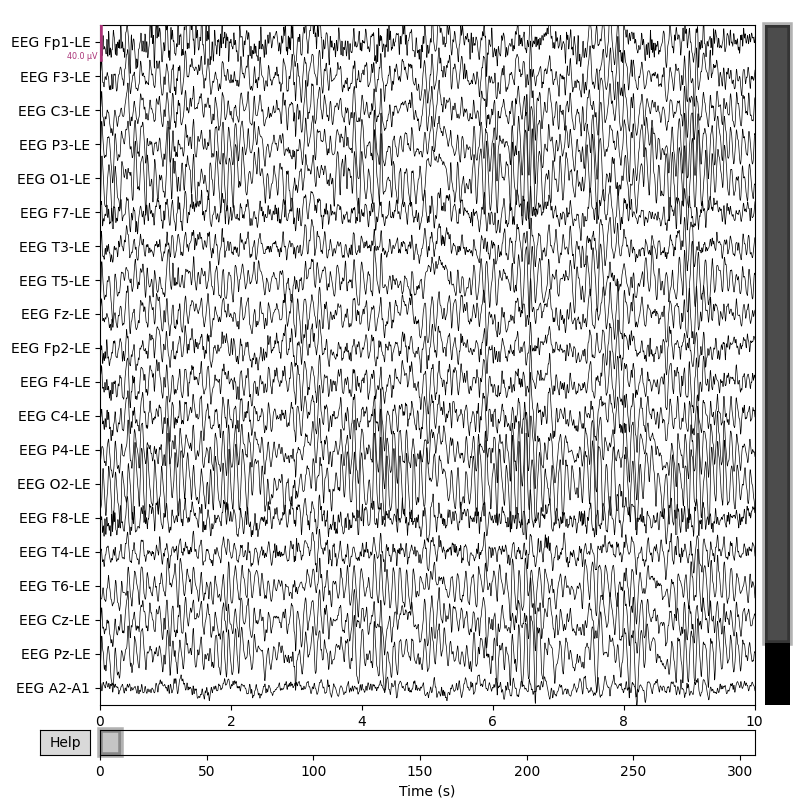 EEG Fp1-LE
40.0 µV
EEG F3-LE
EEG C3-LE
EEG P3-LE
EEG O1-LE
EEG F7-LE
EEG T3-LE
EEG T5-LE
EEG Fz-LE
EEG Fp2-LE
EEG F4-LE
EEG C4-LE
EEG P4-LE
EEG O2-LE
EEG F8-LE
EEG T4-LE
EEG T6-LE
EEG Cz-LE
EEG Pz-LE
EEG A2-A1
0 2 4 6 8 10
Help
0 50 100 150 200 250 300
Time (s)